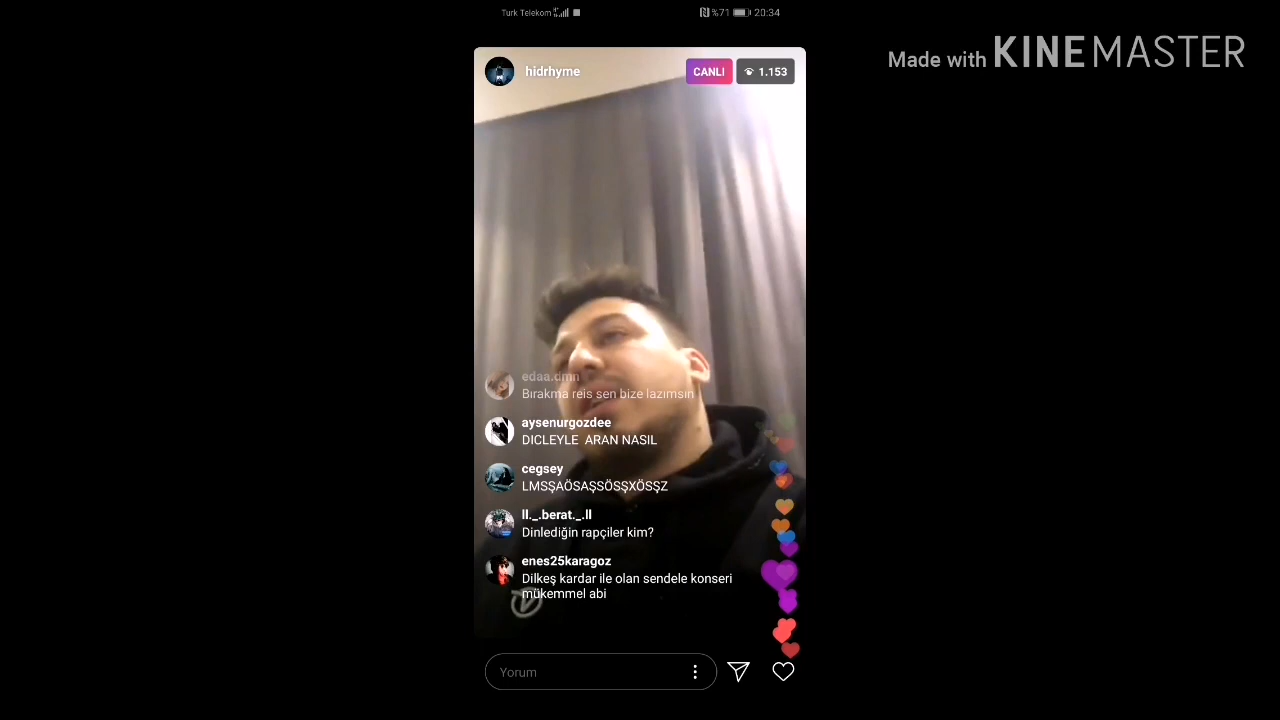 Turk Telekom
%71
20:34
Made with KINEMASTER
hidrhyme
CANLI
1.153
edaa.dmn
Bırakma reis sen bize lazımsın
aysenurgozdee
DICLEYLE ARAN NASIL
cegsey
LMSŞAÖSAŞSÖSŞXÖSŞZ
ll._.berat._.ll
Dinlediğin rapçiler kim?
enes25karagoz
Dilkeş kardar ile olan sendele konseri
mükemmel abi
Yorum